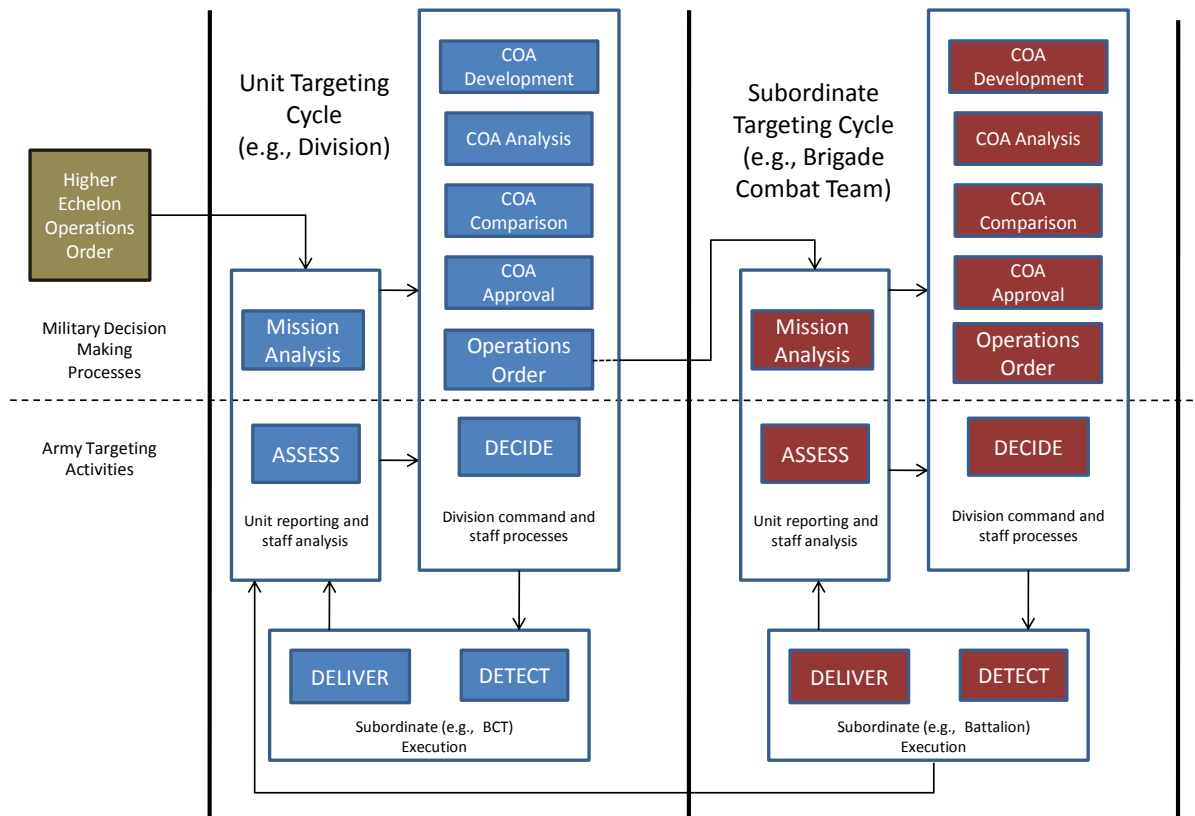 Higher
Echelon
Operations
Order
Military Decision
Making
Processes
Army Targeting
Activities
Unit Targeting
Cycle
(e.g., Division)
Mission
Analysis
ASSESS
Unit reporting and
staff analysis
COA
Development
COA Analysis
COA
Comparison
COA
Approval
Operations
Order
DECIDE
Division command and
staff processes
DELIVER
DETECT
Subordinate (e.g., BCT)
Execution
Subordinate
Targeting Cycle
(e.g., Brigade
Combat Team)
Mission
Analysis
ASSESS
Unit reporting and
staff analysis
COA
Development
COA Analysis
COA
Comparison
COA
Approval
Operations
Order
DECIDE
Division command and
staff processes
DELIVER
DETECT
Subordinate (e.g., Battalion)
Execution